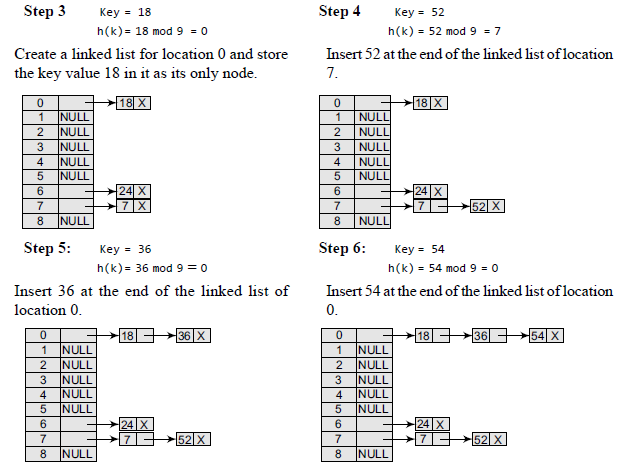 Step 3 Key = 18
h(k)= 18 mod 9 = 0
Create a linked list for location 0 and store
the key value 18 in it as its only node.
0 18 X
1 NULL
2 NULL
3 NULL
4 NULL
5 NULL
6 24 X
7 7 X
8 NULL
Step 4 Key = 52
h(k) = 52 mod 9 = 7
Insert 52 at the end of the linked list of location
7.
0 18 X
1 NULL
2 NULL
3 NULL
4 NULL
5 NULL
6 24 X
7 7 52 X
8 NULL
Step 5: Key = 36
h(k)= 36 mod 9 = 0
Insert 36 at the end of the linked list of
location 0.
0 18 36 X
1 NULL
2 NULL
3 NULL
4 NULL
5 NULL
6 24 X
7 7 52 X
8 NULL
Step 6: Key = 54
h(k) = 54 mod 9 = 0
Insert 54 at the end of the linked list of location
0.
0 18 36 54 X
1 NULL
2 NULL
3 NULL
4 NULL
5 NULL
6 24 X
7 7 52 X
8 NULL